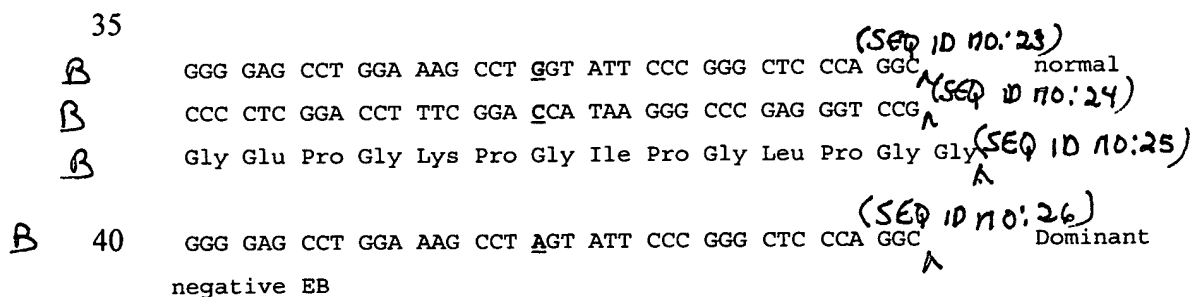 35
(SEQ ID NO.: 23)
B GGG GAG CCT GGA AAG CCT GGT ATT CCC GGG CTC CCA GGC normal
(SEQ ID NO.: 24)
B CCC CTC GGA CCT TTC GGA CCA TAA GGG CCC GAG GGT CCG
B Gly Glu Pro Gly Lys Pro Gly Ile Pro Gly Leu Pro Gly Gly (SEQ ID NO:25)
(SEQ ID NO: 26)
B 40 GGG GAG CCT GGA AAG CCT AGT ATT CCC GGG CTC CCA GGC Dominant
negative EB